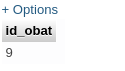 + Options
id_obat
9